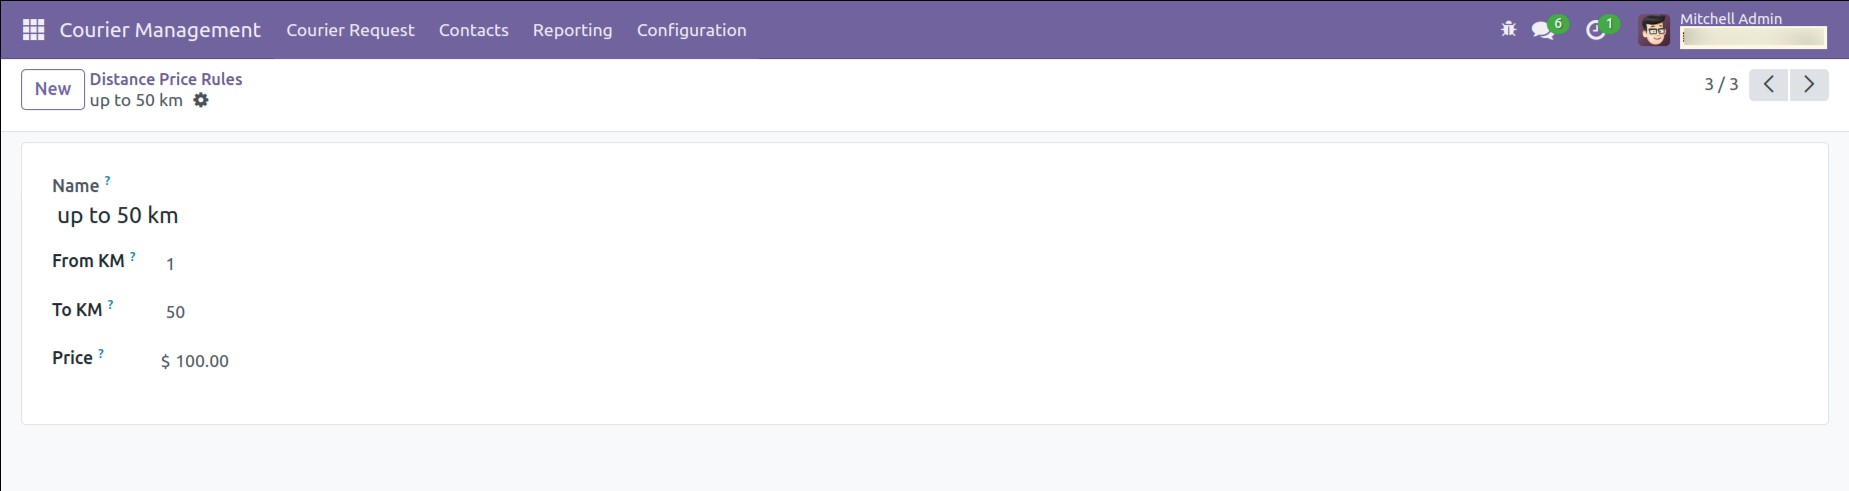 Courier Management Courier Request Contacts Reporting Configuration 6 1 Mitchell Admin
New Distance Price Rules
up to 50 km 3 / 3
Name ?
up to 50 km
From KM ? 1
To KM ? 50
Price ? $ 100.00